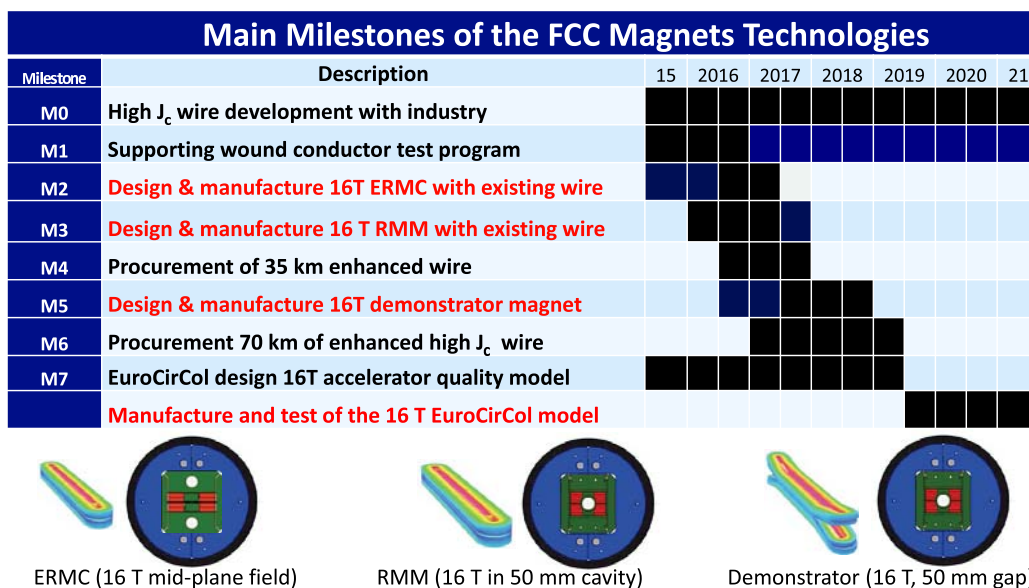 Main Milestones of the FCC Magnets Technologies
Milestone Description 15 2016 2017 2018 2019 2020 21
M0 High Jc wire development with industry
M1 Supporting wound conductor test program
M2 Design & manufacture 16T ERMC with existing wire
M3 Design & manufacture 16 T RMM with existing wire
M4 Procurement of 35 km enhanced wire
M5 Design & manufacture 16T demonstrator magnet
M6 Procurement 70 km of enhanced high Jc wire
M7 EuroCirCol design 16T accelerator quality model
Manufacture and test of the 16 T EuroCirCol model
ERMC (16 T mid-plane field) RMM (16 T in 50 mm cavity) Demonstrator (16 T, 50 mm gap)